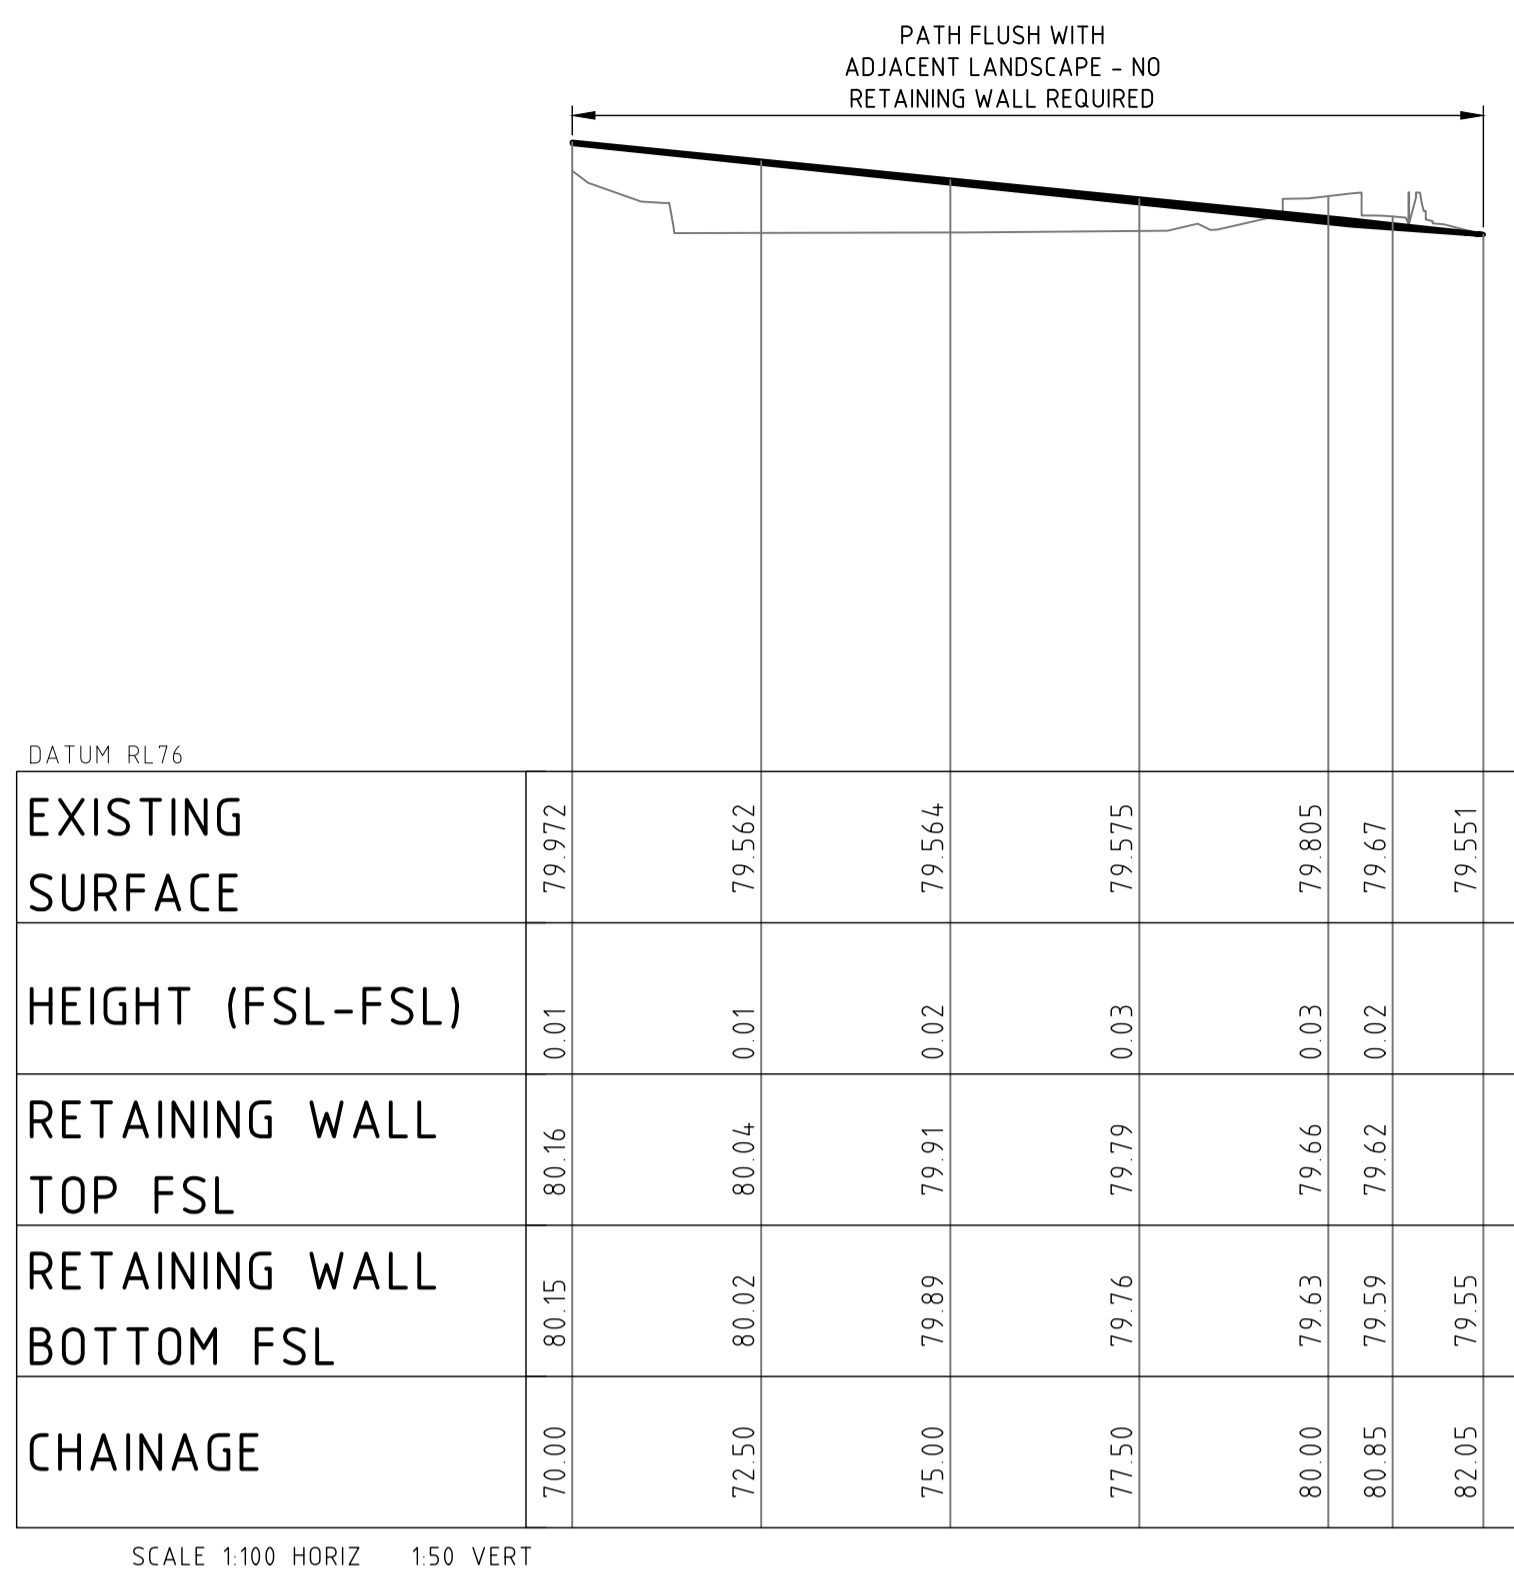 PATH FLUSH WITH
ADJACENT LANDSCAPE - NO
RETAINING WALL REQUIRED
DATUM RL76
EXISTING
SURFACE
79.972 79.562 79.564 79.575 79.805 79.67 79.551
HEIGHT (FSL-FSL)
0.01 0.01 0.02 0.03 0.03 0.02
RETAINING WALL
TOP FSL
80.16 80.04 79.91 79.79 79.66 79.62
RETAINING WALL
BOTTOM FSL
80.15 80.02 79.89 79.76 79.63 79.59 79.55
CHAINAGE
70.00 72.50 75.00 77.50 80.00 80.85 82.05
SCALE 1:100 HORIZ 1:50 VERT